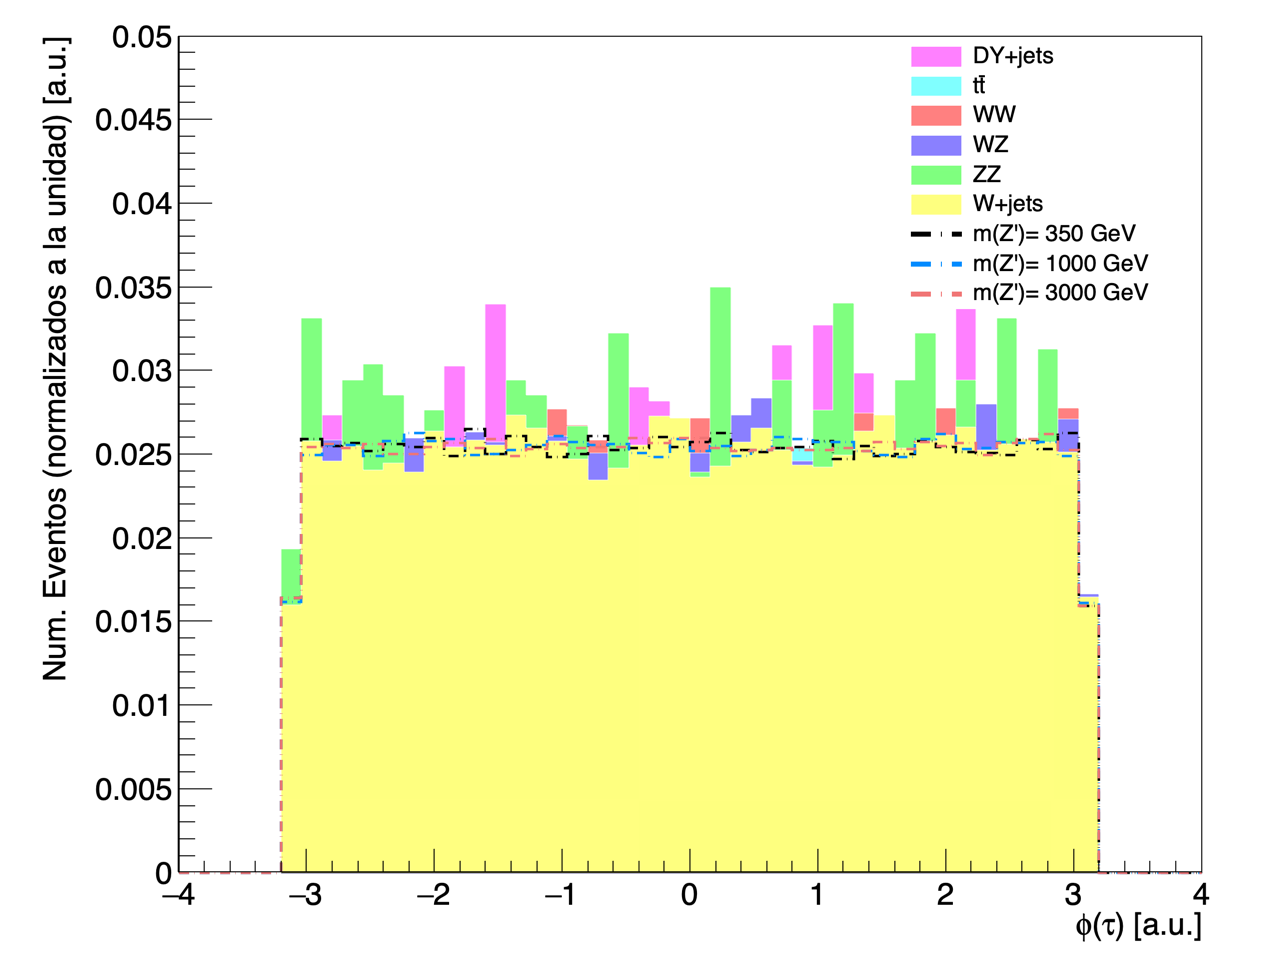 Num. Eventos (normalizados a la unidad) [a.u.]
0.05
0.045
0.04
0.035
0.03
0.025
0.02
0.015
0.01
0.005
0
DY+jets
tt̄
WW
WZ
ZZ
W+jets
m(Z')= 350 GeV
m(Z')= 1000 GeV
m(Z')= 3000 GeV
−4 −3 −2 −1 0 1 2 3 4
ϕ(τ) [a.u.]